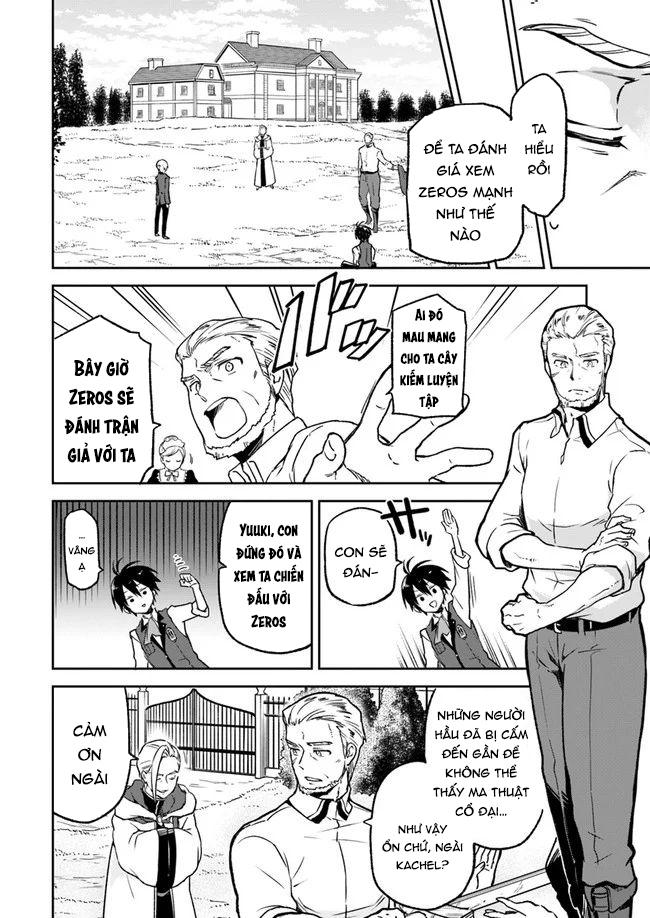 TA
HIỂU
RỒI
ĐỂ TA ĐÁNH
GIÁ XEM
ZEROS MẠNH
NHƯ THẾ
NÀO
AI ĐÓ
MAU MANG
CHO TA CÂY
KIẾM LUYỆN
TẬP
BÂY GIỜ
ZEROS SẼ
ĐÁNH TRẬN
GIẢ VỚI TA
CON SẼ
ĐÁN-
YUUKI, CON
ĐỨNG ĐÓ VÀ
XEM TA CHIẾN
ĐẤU VỚI
ZEROS
...
VÂNG
Ạ
NHỮNG NGƯỜI
HẦU ĐÃ BỊ CẤM
ĐẾN GẦN ĐỂ
KHÔNG THỂ
THẤY MA THUẬT
CỔ ĐẠI...
NHƯ VẬY
ỔN CHỨ, NGÀI
KACHEL?
CẢM
ƠN
NGÀI